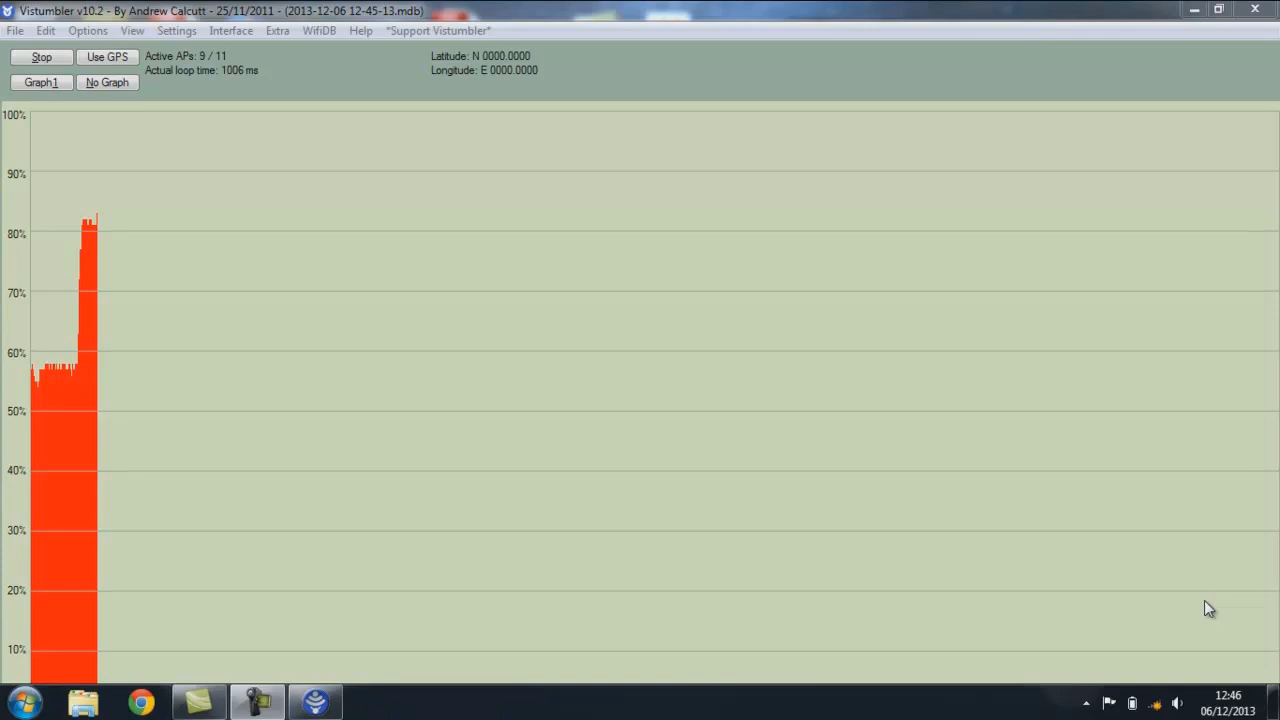 Vistumbler v10.2 - By Andrew Calcutt - 25/11/2011 - (2013-12-06 12-45-13.mdb)
File Edit Options View Settings Interface Extra WifiDB Help *Support Vistumbler*
Stop Use GPS Active APs: 9 / 11 Latitude: N 0000.0000
Actual loop time: 1006 ms Longitude: E 0000.0000
Graph1 No Graph
100%
90%
80%
70%
60%
50%
40%
30%
20%
10%
12:46
06/12/2013